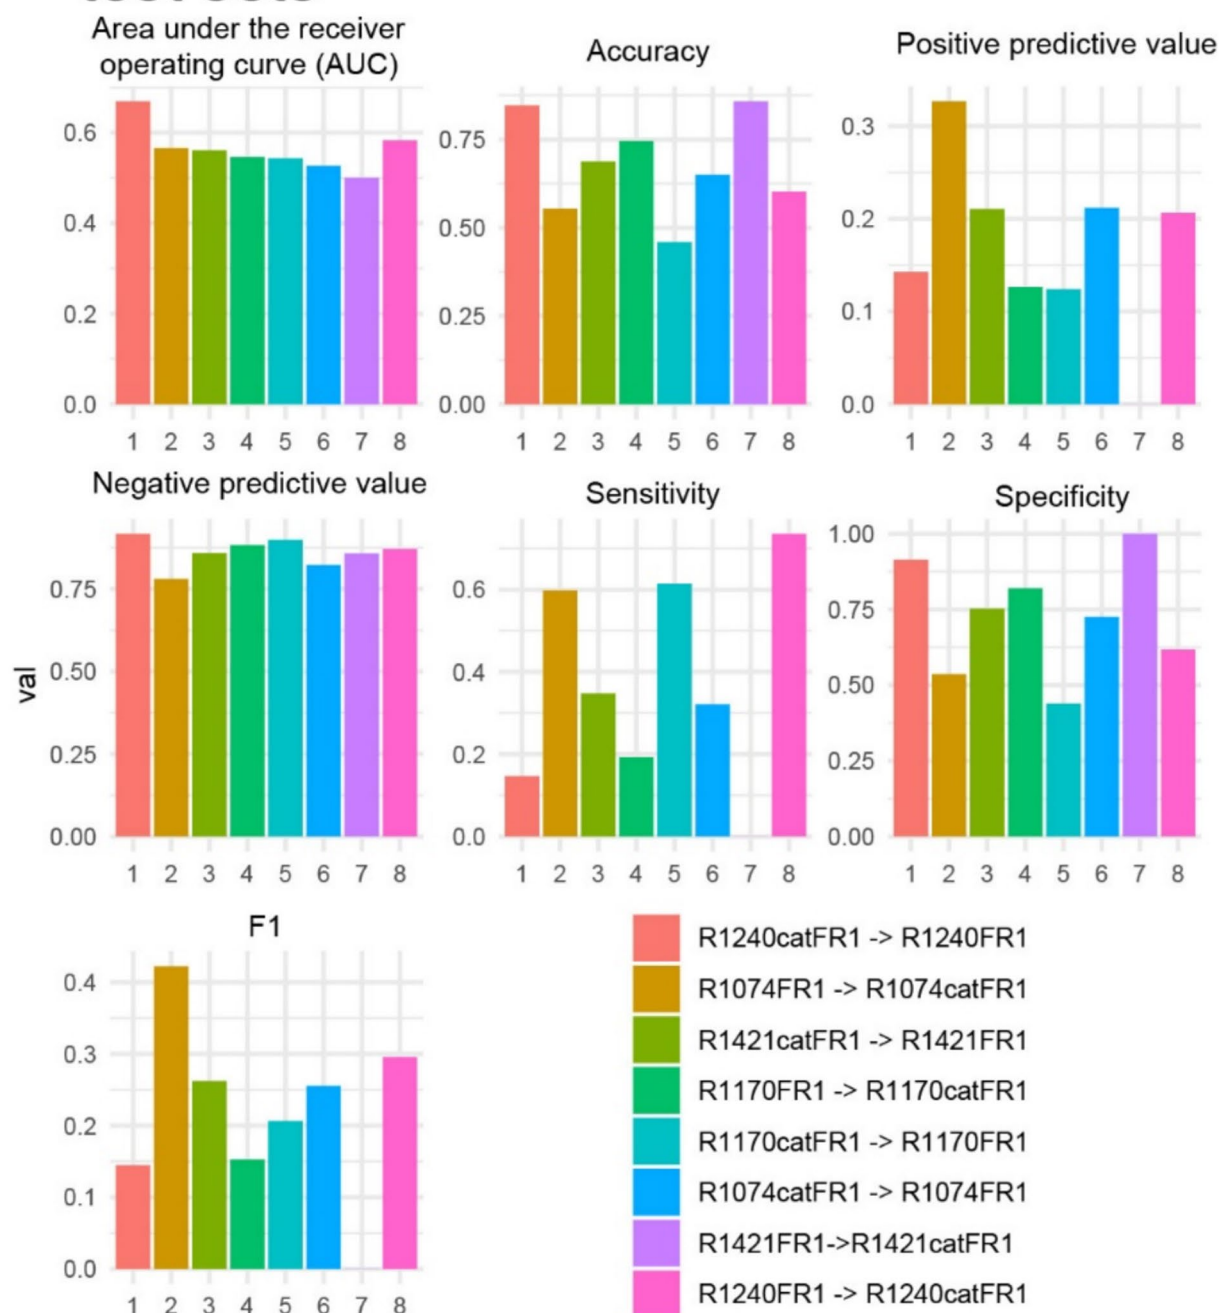 Area under the receiver
operating curve (AUC)
Accuracy
Positive predictive value
0.6
0.4
0.2
0.0
1 2 3 4 5 6 7 8
0.75
0.50
0.25
0.00
1 2 3 4 5 6 7 8
0.3
0.2
0.1
0.0
1 2 3 4 5 6 7 8
Negative predictive value
Sensitivity
Specificity
val
0.75
0.50
0.25
0.00
1 2 3 4 5 6 7 8
0.6
0.4
0.2
0.0
1 2 3 4 5 6 7 8
1.00
0.75
0.50
0.25
0.00
1 2 3 4 5 6 7 8
F1
0.4
0.3
0.2
0.1
0.0
1 2 3 4 5 6 7 8
R1240catFR1 -> R1240FR1
R1074FR1 -> R1074catFR1
R1421catFR1 -> R1421FR1
R1170FR1 -> R1170catFR1
R1170catFR1 -> R1170FR1
R1074catFR1 -> R1074FR1
R1421FR1->R1421catFR1
R1240FR1 -> R1240catFR1